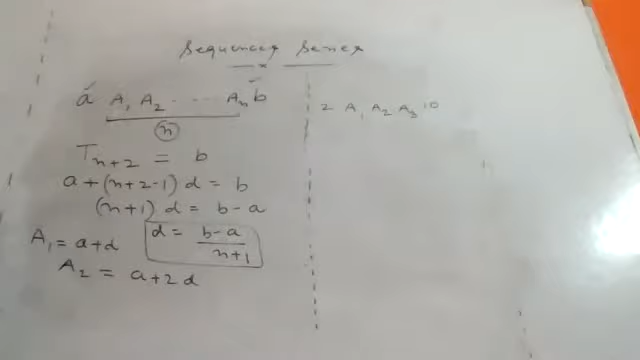 Sequences Series
a A₁ A₂ . . . Aₙ b
n
Tₙ₊₂ = b
a + (n+2-1) d = b
(n+1) d = b - a
d = b-a / n+1
A₁ = a+d
A₂ = a+2d
2 A₁ A₂ A₃ 10